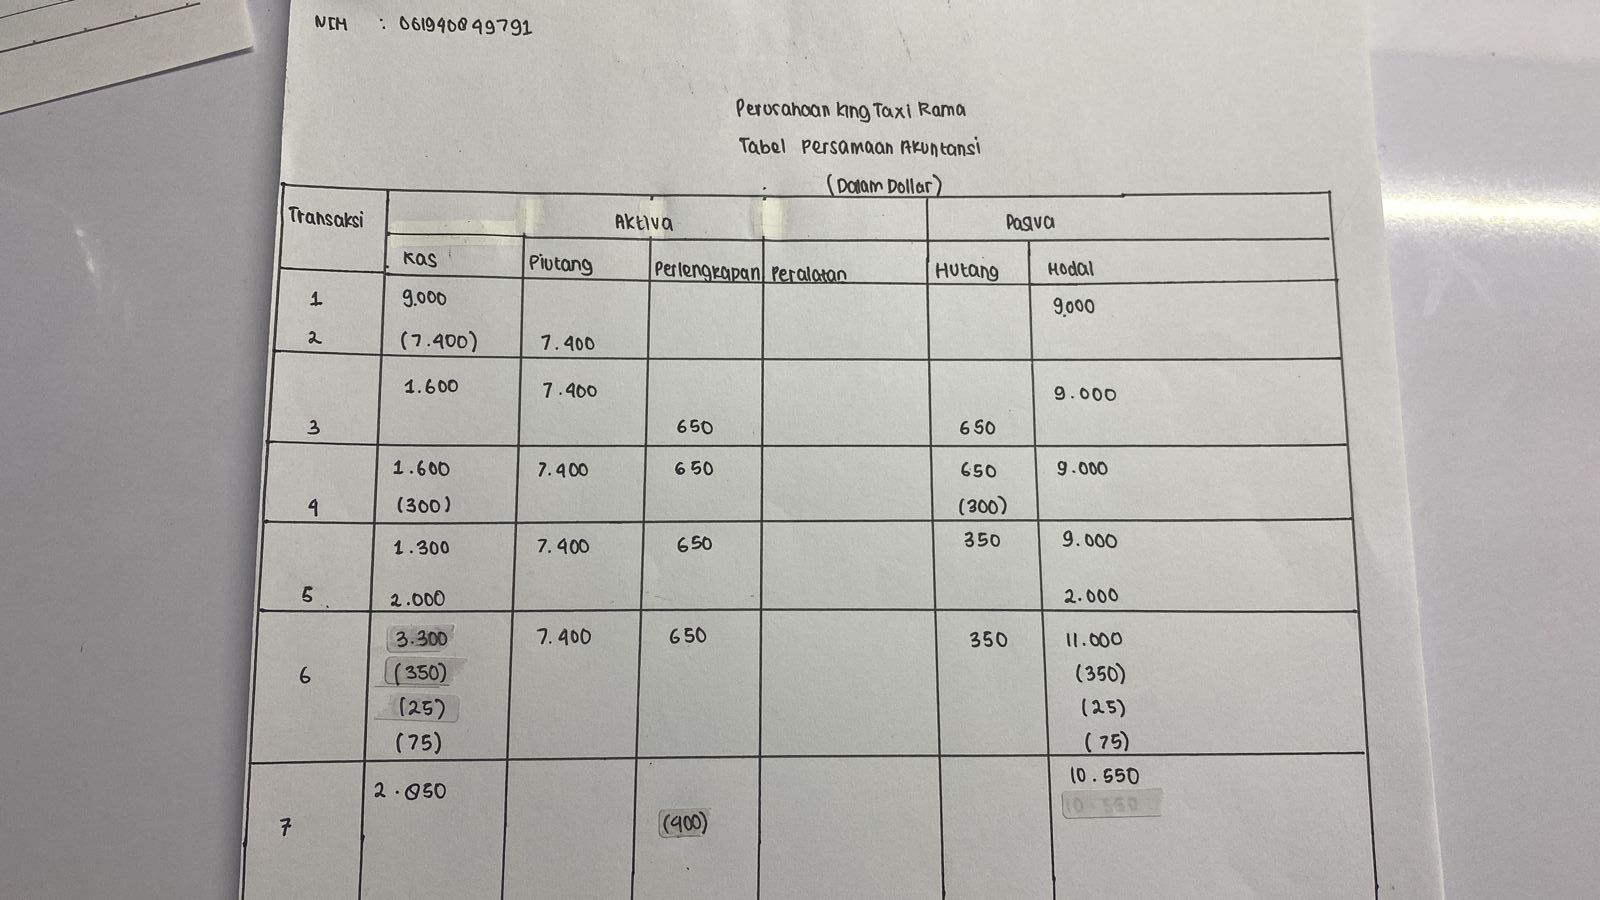 NIM : 061940849791
Perusahaan king Taxi Rama
Tabel Persamaan Akuntansi
(Dalam Dollar)
Transaksi Aktiva Pasiva
Kas Piutang Perlengkapan Peralatan Hutang Modal
1 9.000 9.000
2 (7.400) 7.400
1.600 7.400 9.000
3 650 650
1.600 7.400 650 650 9.000
4 (300) (300)
1.300 7.400 650 350 9.000
5 2.000 2.000
3.300 7.400 650 350 11.000
6 (350) (350)
(25) (25)
(75) (75)
2.850 10.550
7 (400)